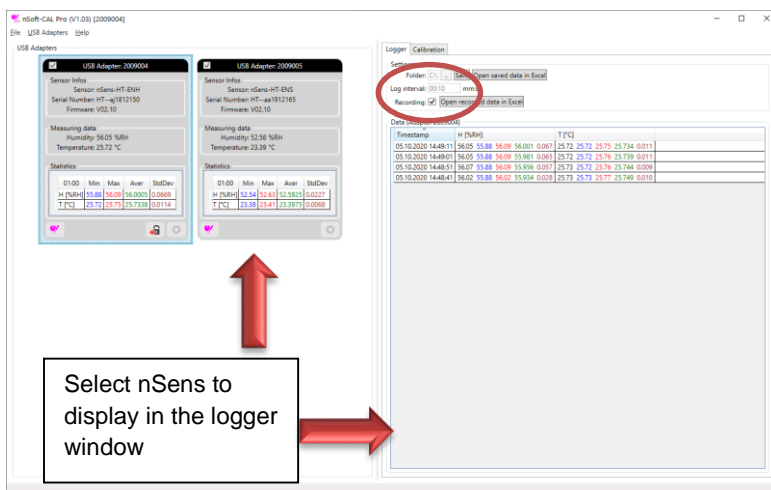 nSoft-CAL Pro (V1.03) [2009004]
File USB Adapters Help
USB Adapters
USB Adapter: 2009004
Sensor Infos
Sensor: nSens-HT-ENH
Serial Number: HT--aj1812150
Firmware: V02.10
Measuring data
Humidity: 56.05 %RH
Temperature: 25.72 °C
Statistics
01:00 Min Max Aver StdDev
H [%RH] 55.88 56.09 56.0005 0.0669
T [°C] 25.72 25.75 25.7338 0.0114
USB Adapter: 2009005
Sensor Infos
Sensor: nSens-HT-ENS
Serial Number: HT--aa1912165
Firmware: V02.10
Measuring data
Humidity: 52.58 %RH
Temperature: 23.39 °C
Statistics
01:00 Min Max Aver StdDev
H [%RH] 52.54 52.63 52.5925 0.0227
T [°C] 23.38 23.41 23.3975 0.0068
Select nSens to
display in the logger
window
Logger Calibration
Settings
Folder: C:\ ... Save Open saved data in Excel
Log interval: 00:10 mm:s
Recording: Open recorded data in Excel
Data (Adapter 2009004)
Timestamp H [%RH] T [°C]
05.10.2020 14:49:11 56.05 55.88 56.09 56.001 0.067 25.72 25.72 25.75 25.734 0.011
05.10.2020 14:49:01 56.05 55.88 56.09 55.981 0.065 25.72 25.72 25.76 25.739 0.011
05.10.2020 14:48:51 56.07 55.88 56.09 55.956 0.057 25.73 25.72 25.76 25.744 0.009
05.10.2020 14:48:41 56.02 55.88 56.02 55.934 0.028 25.73 25.73 25.77 25.749 0.010